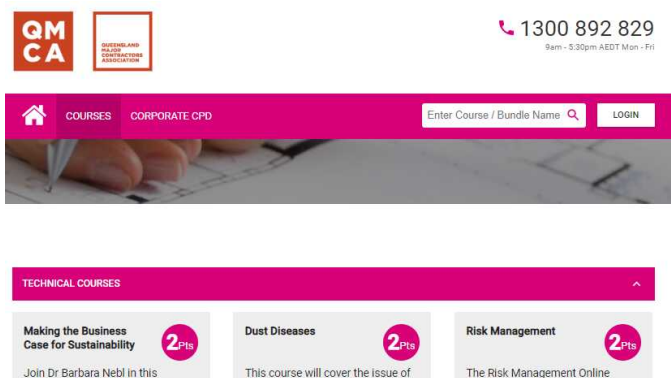 QM
CA
QUEENSLAND
MAJOR
CONTRACTORS
ASSOCIATION
1300 892 829
9am - 5:30pm AEDT Mon - Fri
COURSES CORPORATE CPD Enter Course / Bundle Name LOGIN
TECHNICAL COURSES
Making the Business
Case for Sustainability
2Pts
Join Dr Barbara Nebl in this
Dust Diseases
2Pts
This course will cover the issue of
Risk Management
2Pts
The Risk Management Online